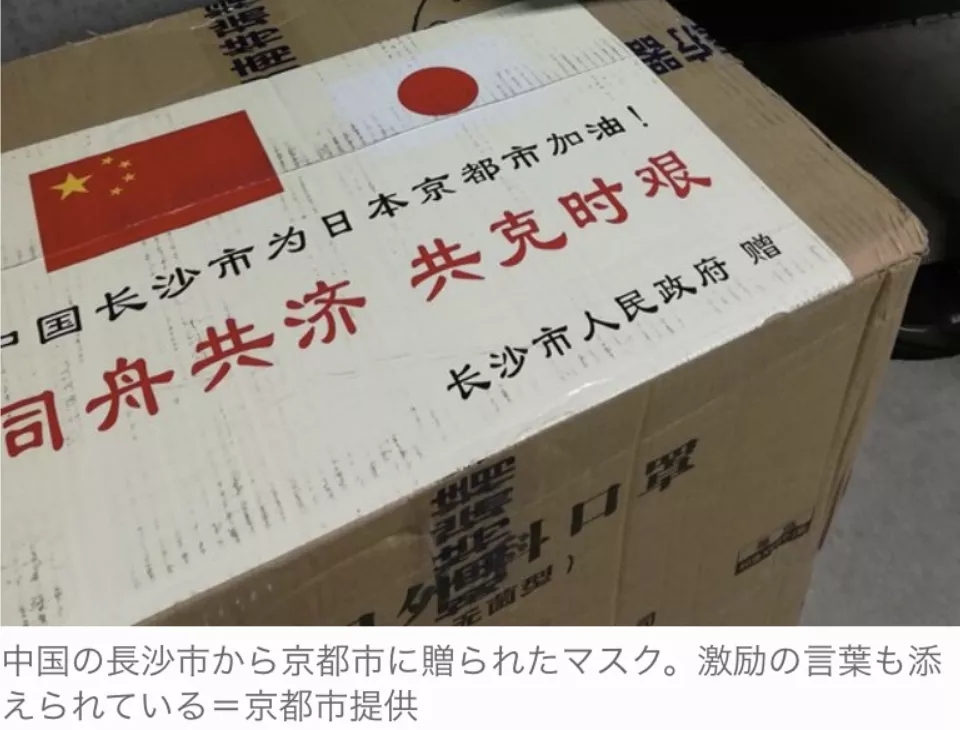 中国长沙市为日本京都市加油！
同舟共济 共克时艰
长沙市人民政府 赠
外科口罩
中国の長沙市から京都市に贈られたマスク。激励の言葉も添
えられている＝京都市提供